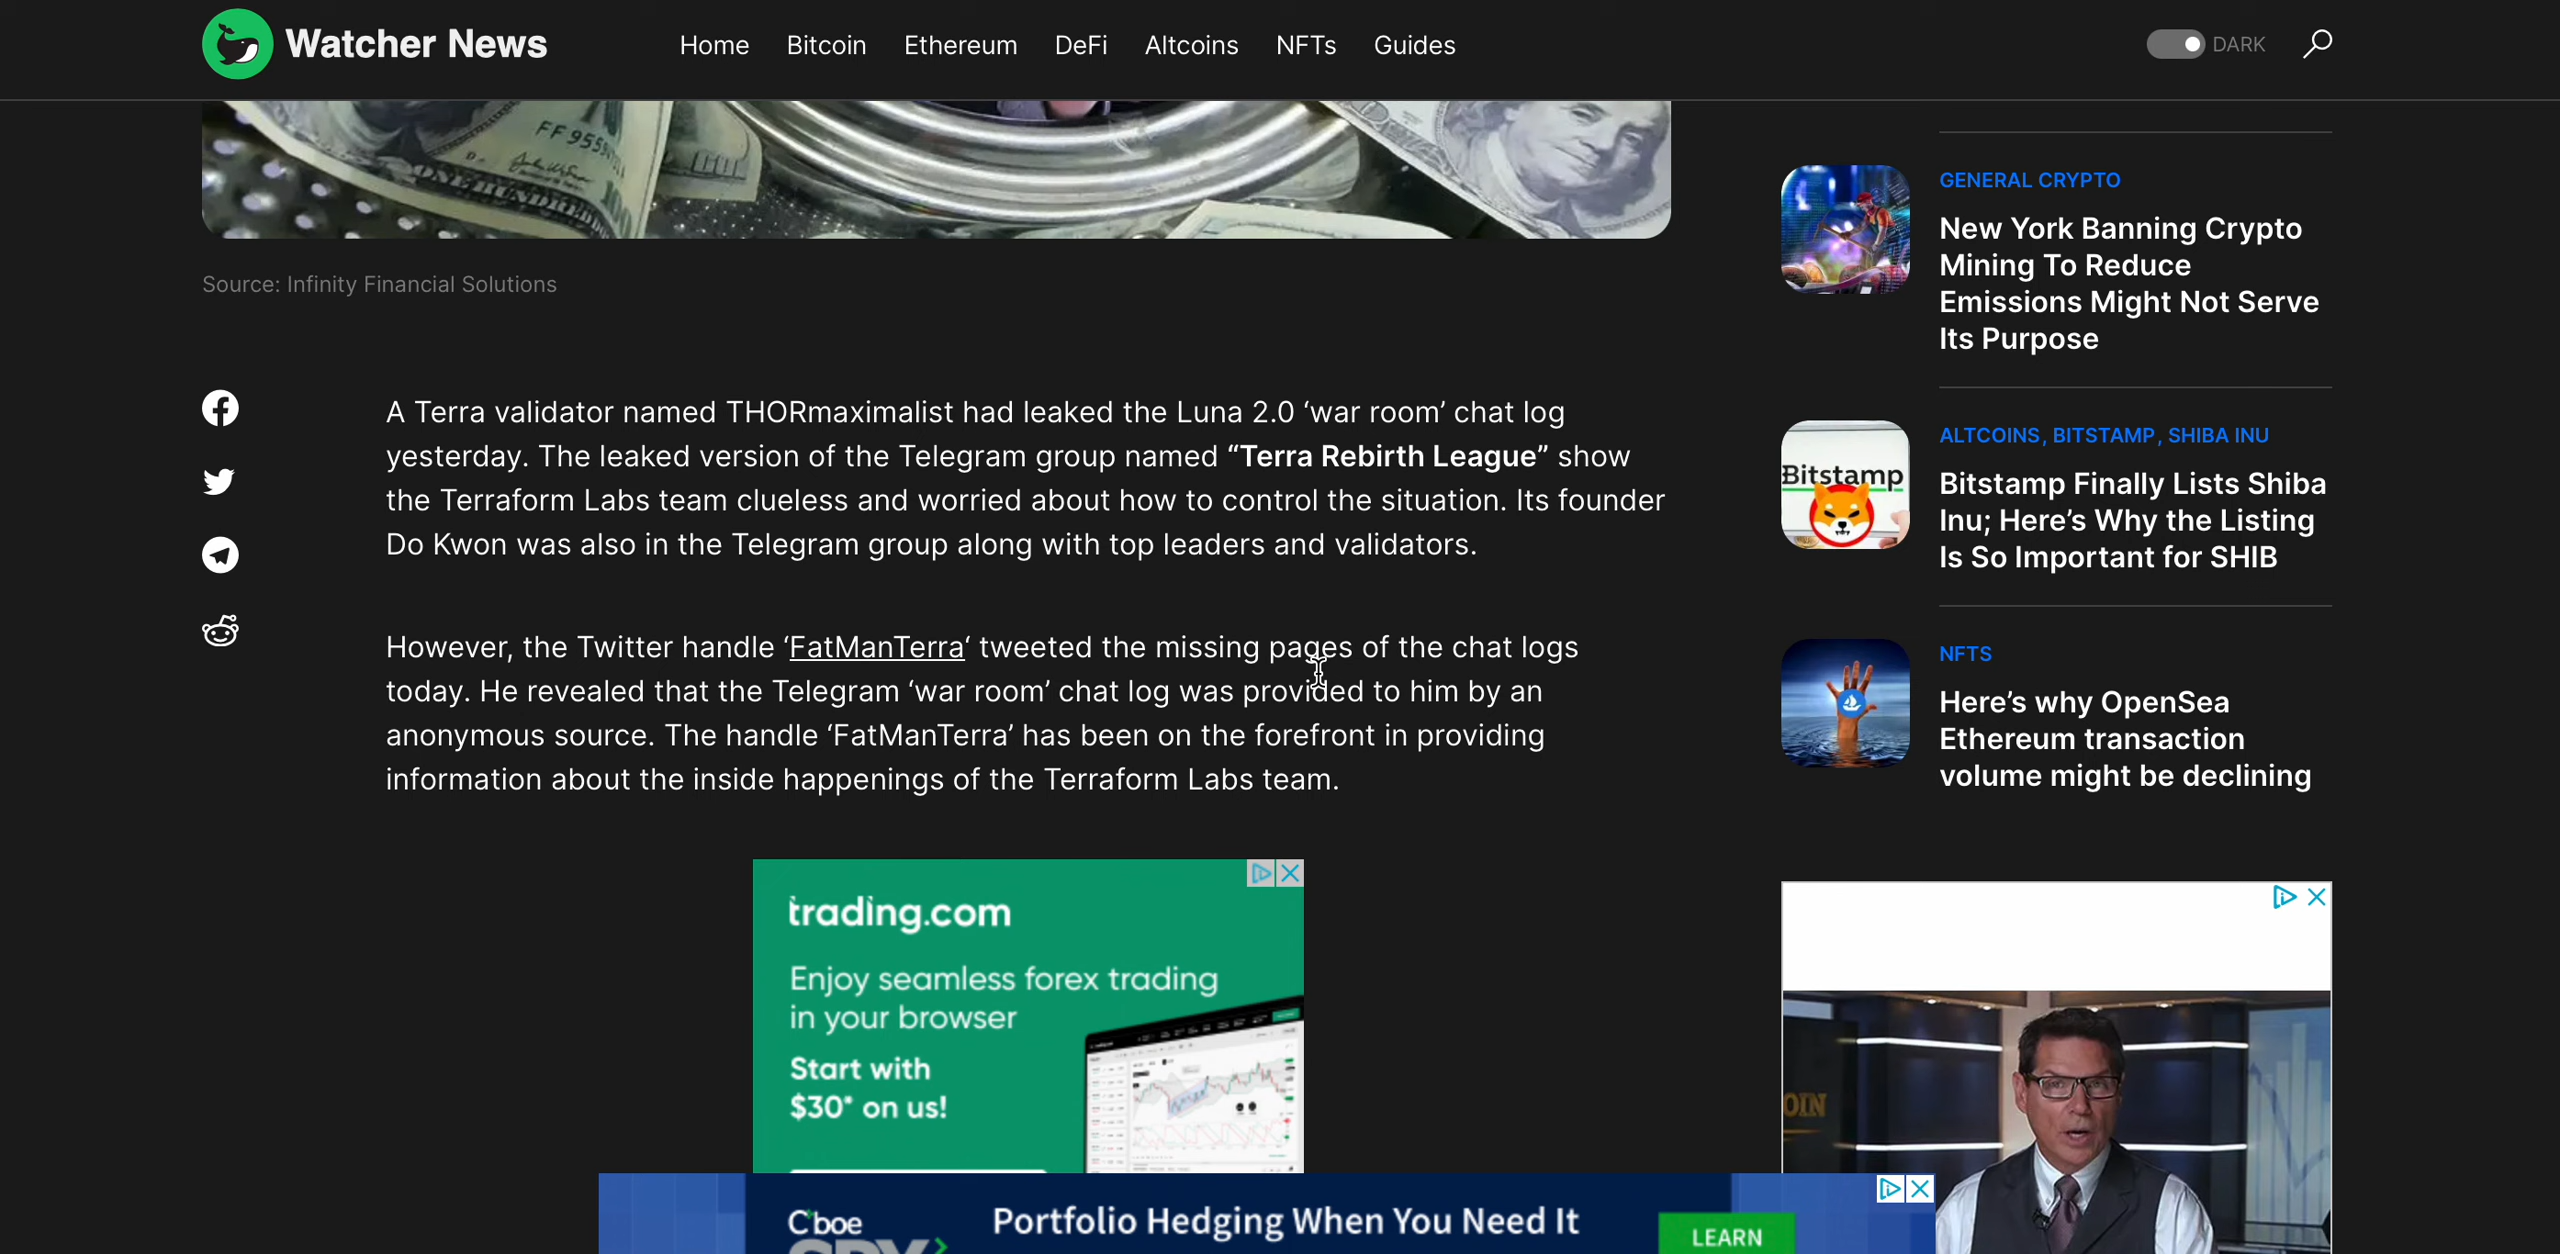 Watcher News
Home Bitcoin Ethereum DeFi Altcoins NFTs Guides
DARK
FF955
ONE HUNDRED
Source: Infinity Financial Solutions
A Terra validator named THORmaximalist had leaked the Luna 2.0 ‘war room’ chat log
yesterday. The leaked version of the Telegram group named “Terra Rebirth League” show
the Terraform Labs team clueless and worried about how to control the situation. Its founder
Do Kwon was also in the Telegram group along with top leaders and validators.
However, the Twitter handle ‘FatManTerra‘ tweeted the missing pages of the chat logs
today. He revealed that the Telegram ‘war room’ chat log was provided to him by an
anonymous source. The handle ‘FatManTerra’ has been on the forefront in providing
information about the inside happenings of the Terraform Labs team.
trading.com
Enjoy seamless forex trading
in your browser
Start with
$30* on us!
GENERAL CRYPTO
New York Banning Crypto
Mining To Reduce
Emissions Might Not Serve
Its Purpose
Bitstamp
ALTCOINS, BITSTAMP, SHIBA INU
Bitstamp Finally Lists Shiba
Inu; Here’s Why the Listing
Is So Important for SHIB
NFTS
Here’s why OpenSea
Ethereum transaction
volume might be declining
OIN
Cboe
Portfolio Hedging When You Need It
LEARN